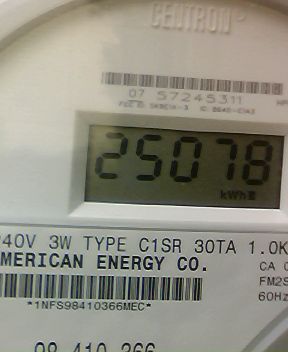 CENTRON
07 57245311
25078
kWh
240V 3W TYPE C1SR 30TA 1.0K
MERICAN ENERGY CO.
CA 0
FM2S
60Hz
*1NFS98410366MEC*
98 410 366